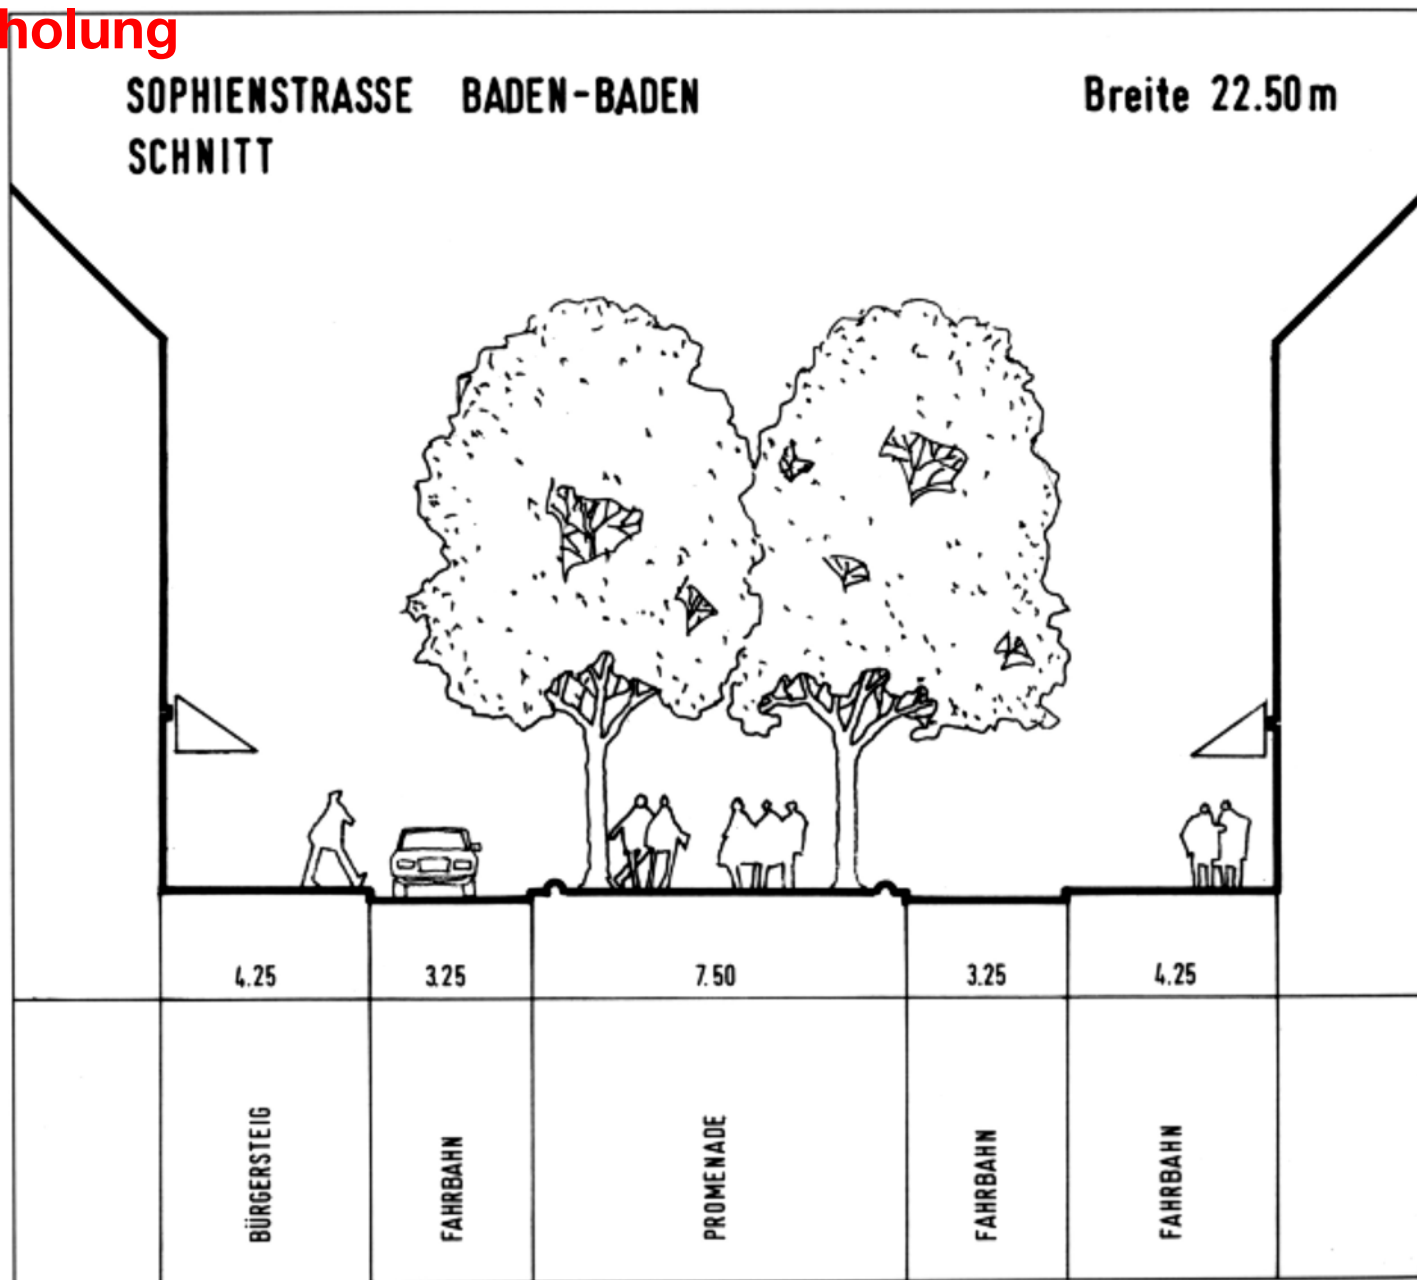 holung
SOPHIENSTRASSE BADEN-BADEN
Breite 22.50 m
SCHNITT
4.25
3.25
7.50
3.25
4.25
BÜRGERSTEIG
FAHRBAHN
PROMENADE
FAHRBAHN
FAHRBAHN